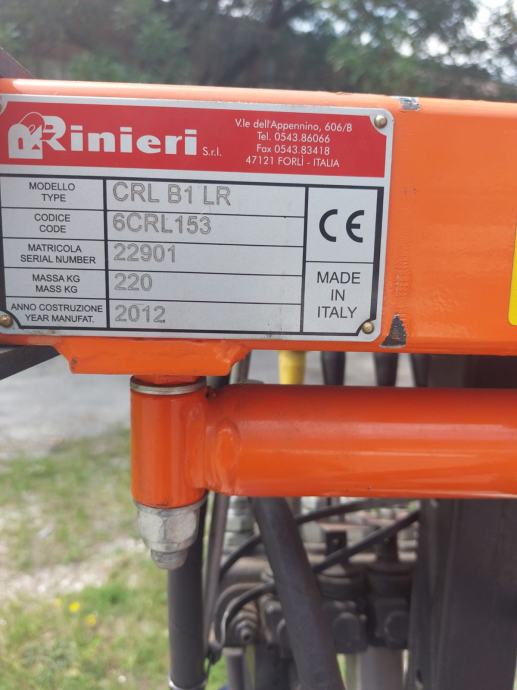 Rinieri S.r.l.
V.le dell'Appennino, 606/B
Tel. 0543.86066
Fax 0543.83418
47121 FORLÌ - ITALIA
MODELLO
TYPE
CRL B1 LR
CODICE
CODE
6CRL153
MATRICOLA
SERIAL NUMBER
22901
MASSA KG
MASS KG
220
ANNO COSTRUZIONE
YEAR MANUFAT.
2012
CE
MADE
IN
ITALY